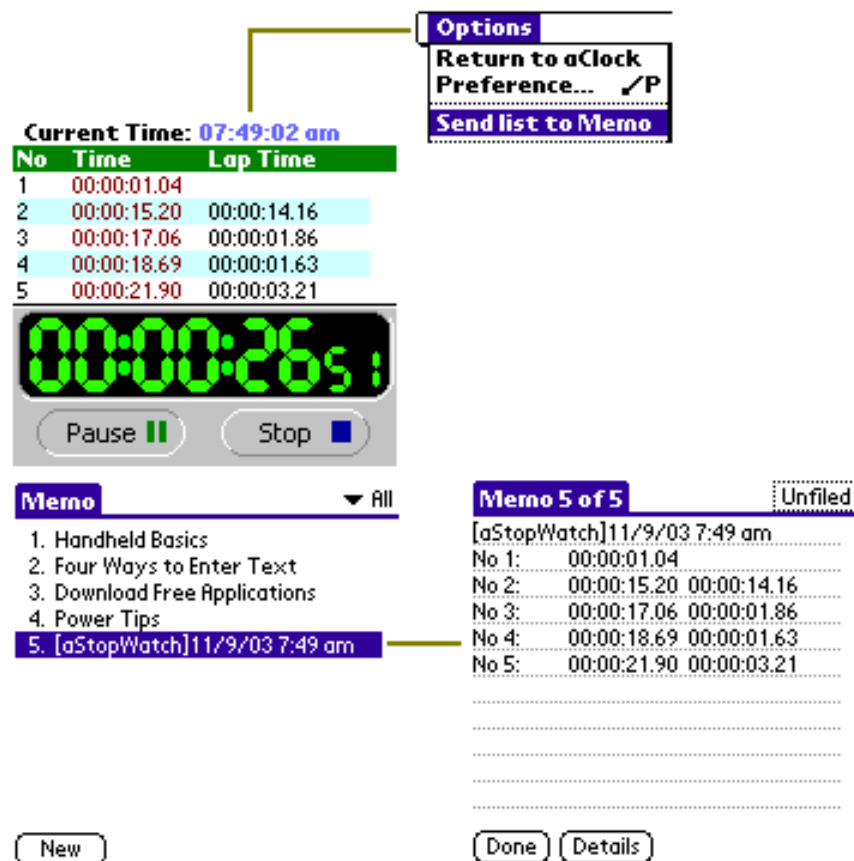 Options
Return to aClock
Preference... ✓P
Send list to Memo
Current Time: 07:49:02 am
No Time Lap Time
1 00:00:01.04
2 00:00:15.20 00:00:14.16
3 00:00:17.06 00:00:01.86
4 00:00:18.69 00:00:01.63
5 00:00:21.90 00:00:03.21
00:00:26 51
Pause Stop
Memo All
1. Handheld Basics
2. Four Ways to Enter Text
3. Download Free Applications
4. Power Tips
5. [aStopWatch]11/9/03 7:49 am
New
Memo 5 of 5 Unfiled
[aStopWatch]11/9/03 7:49 am
No 1: 00:00:01.04
No 2: 00:00:15.20 00:00:14.16
No 3: 00:00:17.06 00:00:01.86
No 4: 00:00:18.69 00:00:01.63
No 5: 00:00:21.90 00:00:03.21
Done Details